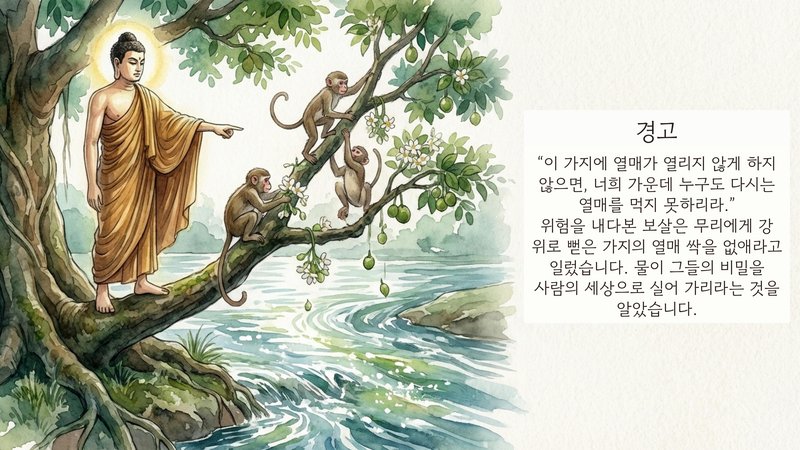 경고
“이 가지에 열매가 열리지 않게 하지
않으면, 너희 가운데 누구도 다시는
열매를 먹지 못하리라.”
위험을 내다본 보살은 무리에게 강
위로 뻗은 가지의 열매 싹을 없애라고
일렀습니다. 물이 그들의 비밀을
사람의 세상으로 실어 가리라는 것을
알았습니다.